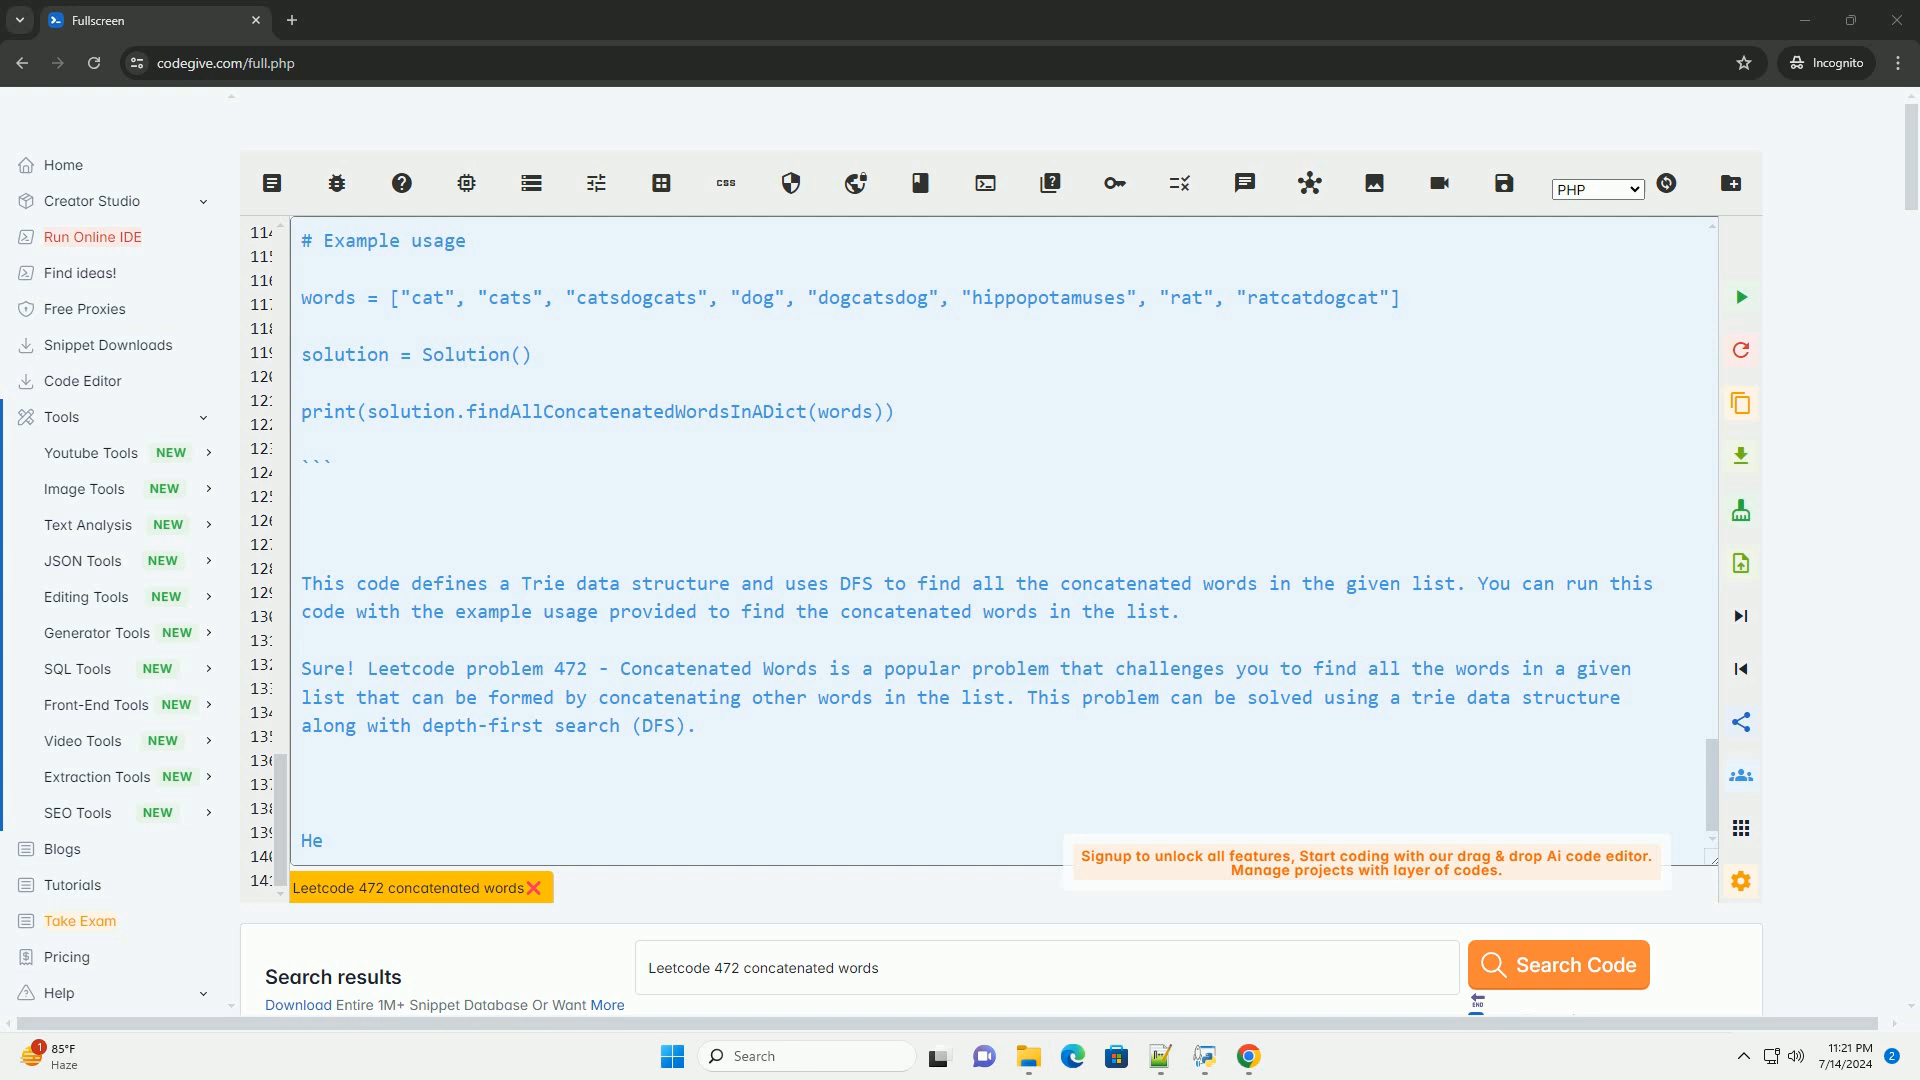 Fullscreen
codegive.com/full.php
Incognito
Home
Creator Studio
Run Online IDE
Find ideas!
Free Proxies
Snippet Downloads
Code Editor
Tools
Youtube Tools NEW
Image Tools NEW
Text Analysis NEW
JSON Tools NEW
Editing Tools NEW
Generator Tools NEW
SQL Tools NEW
Front-End Tools NEW
Video Tools NEW
Extraction Tools NEW
SEO Tools NEW
Blogs
Tutorials
Take Exam
Pricing
Help
CSS
PHP
# Example usage
words = ["cat", "cats", "catsdogcats", "dog", "dogcatsdog", "hippopotamuses", "rat", "ratcatdogcat"]
solution = Solution()
print(solution.findAllConcatenatedWordsInADict(words))
```
This code defines a Trie data structure and uses DFS to find all the concatenated words in the given list. You can run this
code with the example usage provided to find the concatenated words in the list.
Sure! Leetcode problem 472 - Concatenated Words is a popular problem that challenges you to find all the words in a given
list that can be formed by concatenating other words in the list. This problem can be solved using a trie data structure
along with depth-first search (DFS).
He
Signup to unlock all features, Start coding with our drag & drop Ai code editor.
Manage projects with layer of codes.
Leetcode 472 concatenated words
Search results
Download Entire 1M+ Snippet Database Or Want More
Leetcode 472 concatenated words
Search Code
END
1
85°F
Haze
Search
11:21 PM
7/14/2024
2